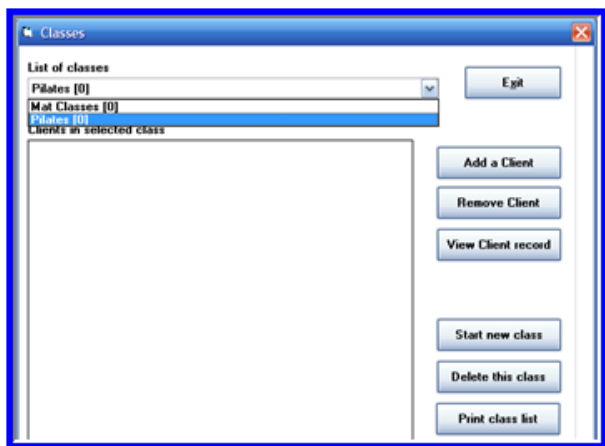 Classes
List of classes
Pilates [0]
Exit
Mat Classes [0]
Pilates [0]
Clients in selected class
Add a Client
Remove Client
View Client record
Start new class
Delete this class
Print class list